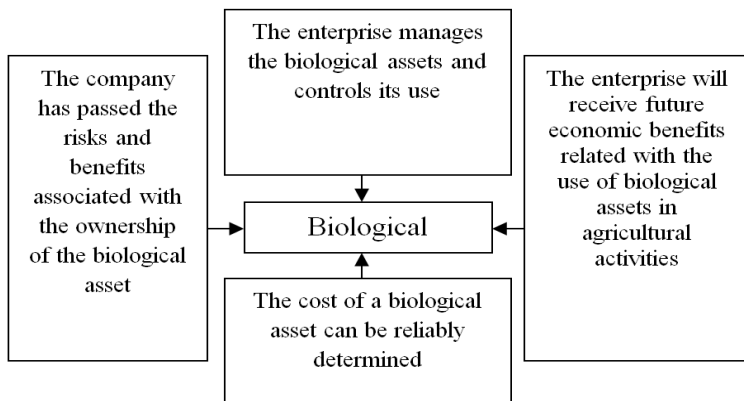 The enterprise manages
the biological assets and
controls its use
The company
has passed the
risks and
benefits
associated with
the ownership
of the biological
asset
The enterprise will
receive future
economic benefits
related with the
use of biological
assets in
agricultural
activities
Biological
The cost of a biological
asset can be reliably
determined